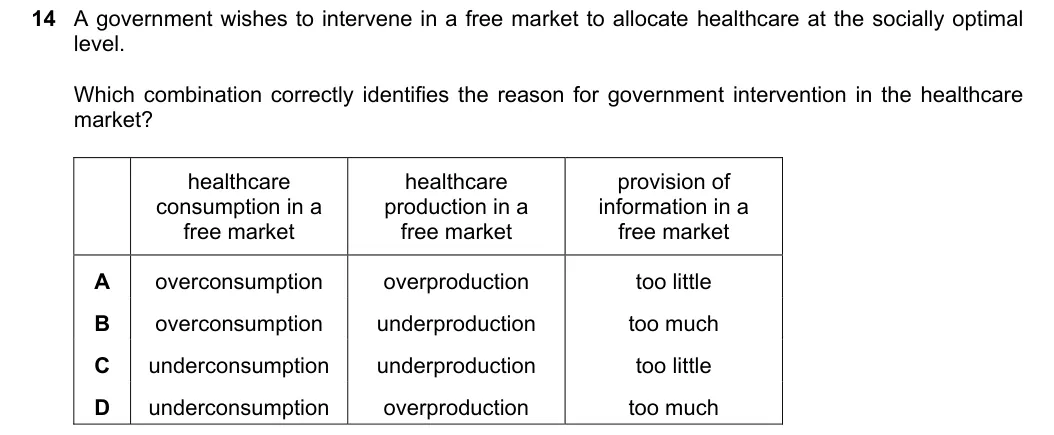 14 A government wishes to intervene in a free market to allocate healthcare at the socially optimal
level.
Which combination correctly identifies the reason for government intervention in the healthcare
market?
healthcare consumption in a free market healthcare production in a free market provision of information in a free market
A overconsumption overproduction too little
B overconsumption underproduction too much
C underconsumption underproduction too little
D underconsumption overproduction too much